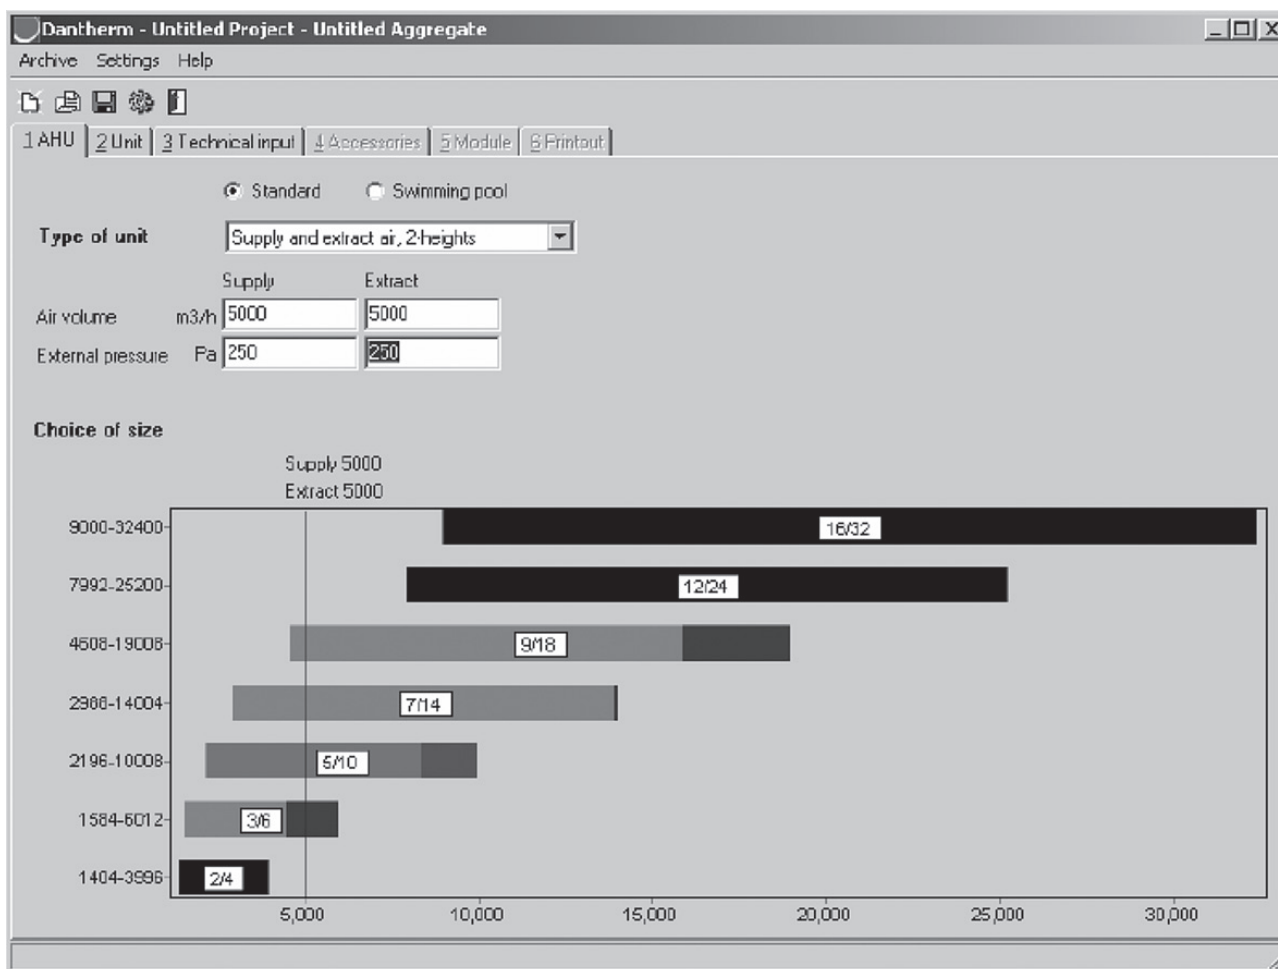 Dantherm - Untitled Project - Untitled Aggregate
Archive Settings Help
1 AHU 2 Unit 3 Technical input 4 Accessories 5 Module 6 Printout
Standard Swimming pool
Type of unit Supply and extract air, 2-heights
Supply Extract
Air volume m3/h 5000 5000
External pressure Pa 250 250
Choice of size
Supply 5000
Extract 5000
9000-32400 16/32
7992-25200 12/24
4608-19008 9/18
2988-14004 7/14
2196-10008 5/10
1584-6012 3/6
1404-3996 2/4
5,000 10,000 15,000 20,000 25,000 30,000